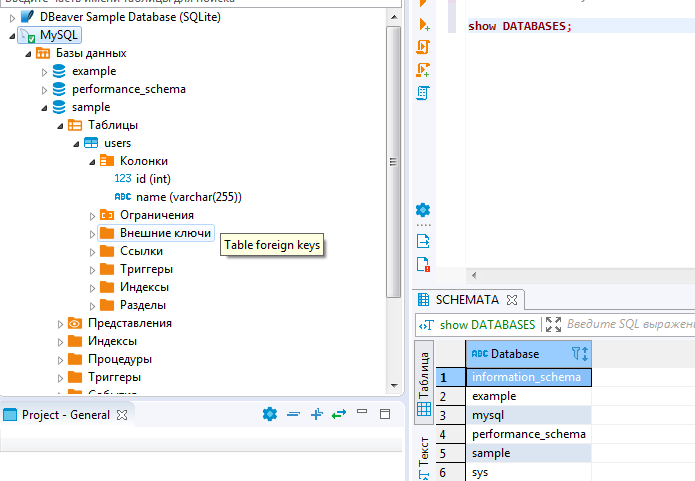 DBeaver Sample Database (SQLite)
MySQL
Базы данных
example
performance_schema
sample
Таблицы
users
Колонки
123 id (int)
ABC name (varchar(255))
Ограничения
Внешние ключи
Table foreign keys
Ссылки
Триггеры
Индексы
Разделы
Представления
Индексы
Процедуры
Триггеры
Project - General
show DATABASES;
SCHEMATA
show DATABASES
Введите SQL выражен
Таблица
Текст
ABC Database
1 information_schema
2 example
3 mysql
4 performance_schema
5 sample
6 sys